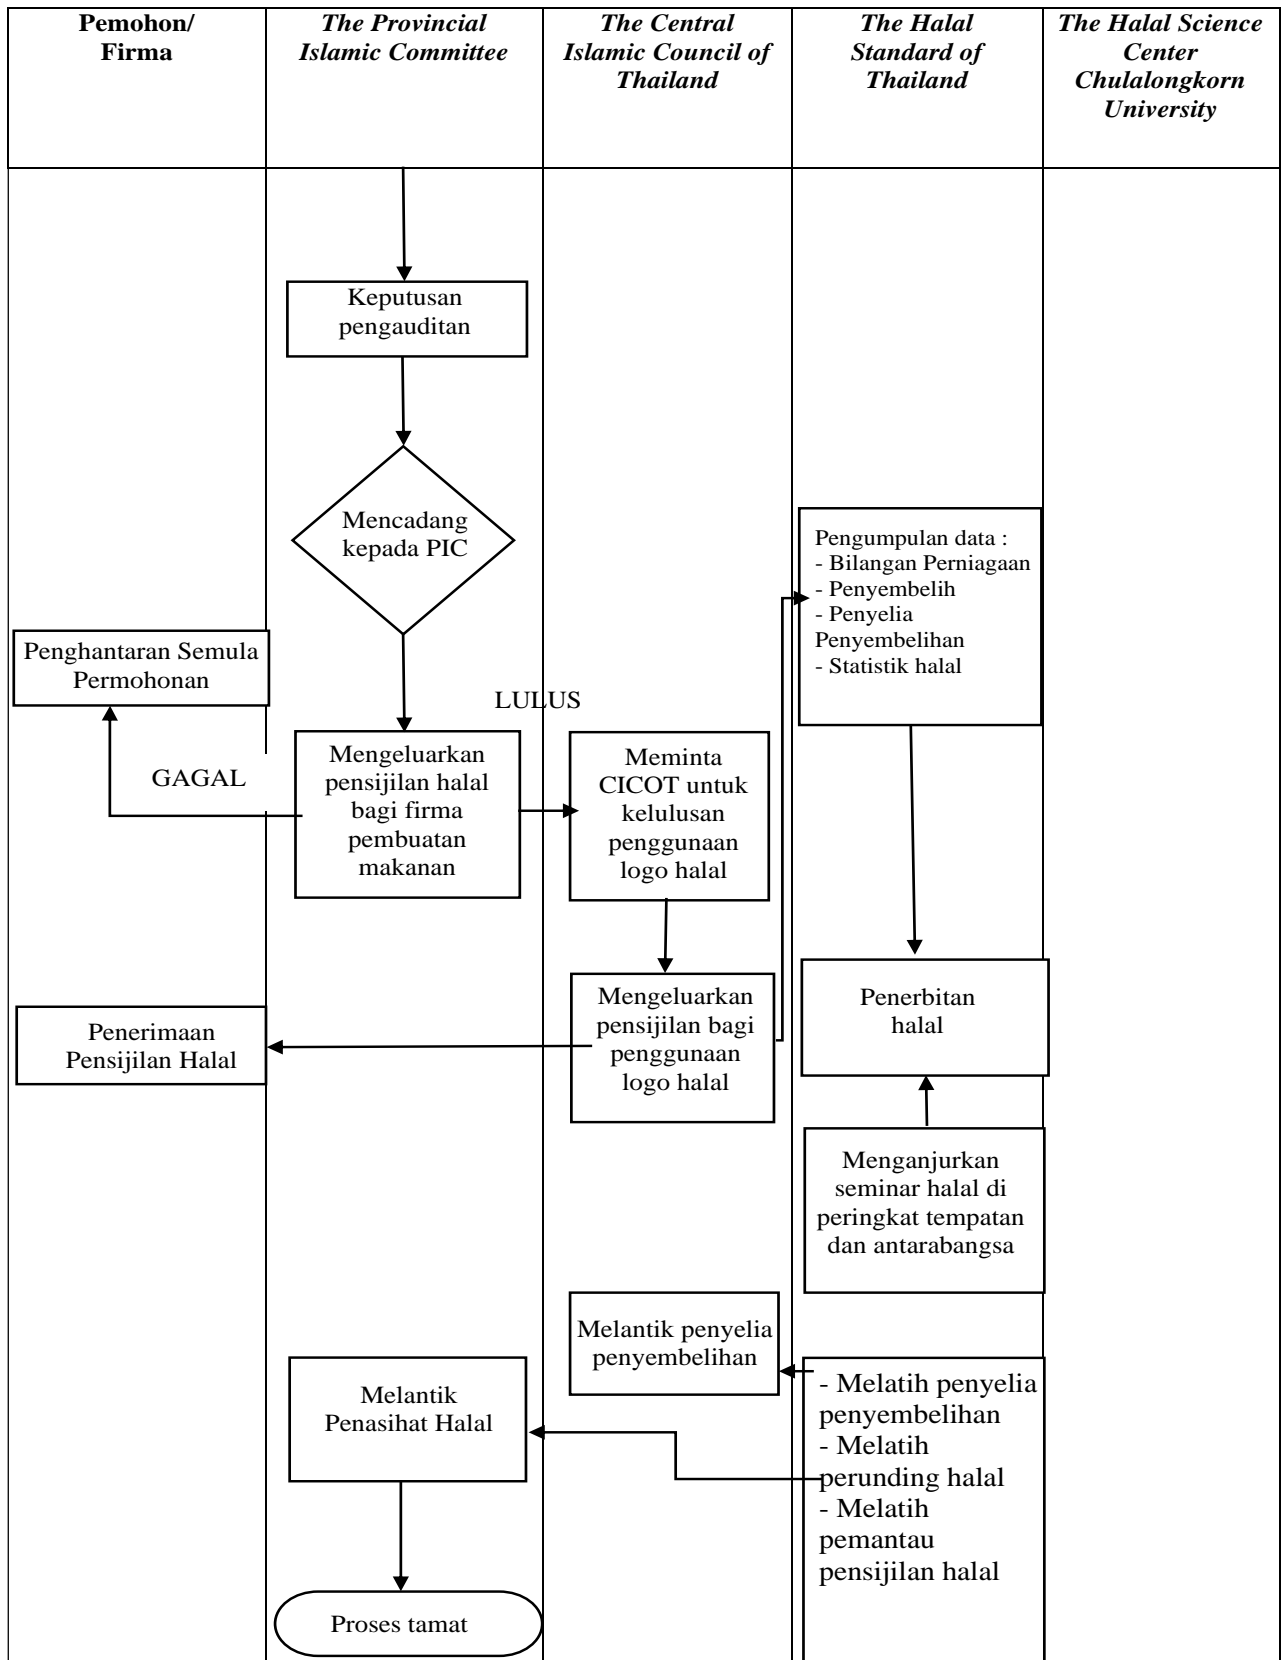 Pemohon/
Firma
The Provincial
Islamic Committee
The Central
Islamic Council of
Thailand
The Halal
Standard of
Thailand
The Halal Science
Center
Chulalongkorn
University
Keputusan
pengauditan
Mencadang
kepada PIC
Pengumpulan data :
- Bilangan Perniagaan
- Penyembelih
- Penyelia
Penyembelihan
- Statistik halal
Penghantaran Semula
Permohonan
LULUS
GAGAL
Mengeluarkan
pensijilan halal
bagi firma
pembuatan
makanan
Meminta
CICOT untuk
kelulusan
penggunaan
logo halal
Penerimaan
Pensijilan Halal
Mengeluarkan
pensijilan bagi
penggunaan
logo halal
Penerbitan
halal
Menganjurkan
seminar halal di
peringkat tempatan
dan antarabangsa
Melantik penyelia
penyembelihan
Melantik
Penasihat Halal
- Melatih penyelia
penyembelihan
- Melatih
perunding halal
- Melatih
pemantau
pensijilan halal
Proses tamat